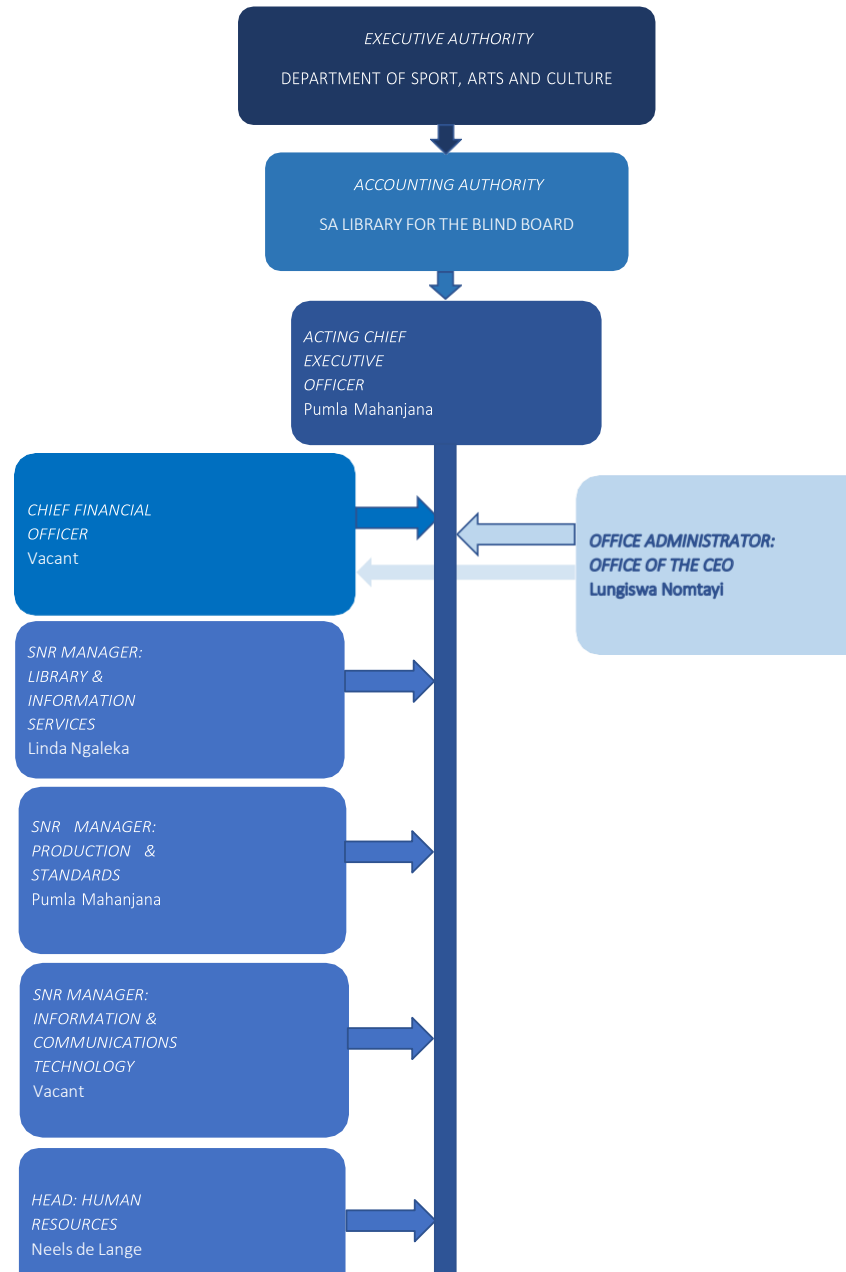 EXECUTIVE AUTHORITY
DEPARTMENT OF SPORT, ARTS AND CULTURE
ACCOUNTING AUTHORITY
SA LIBRARY FOR THE BLIND BOARD
ACTING CHIEF
EXECUTIVE
OFFICER
Pumla Mahanjana
CHIEF FINANCIAL
OFFICER
Vacant
OFFICE ADMINISTRATOR:
OFFICE OF THE CEO
Lungiswa Nomtayi
SNR MANAGER:
LIBRARY &
INFORMATION
SERVICES
Linda Ngaleka
SNR MANAGER:
PRODUCTION &
STANDARDS
Pumla Mahanjana
SNR MANAGER:
INFORMATION &
COMMUNICATIONS
TECHNOLOGY
Vacant
HEAD: HUMAN
RESOURCES
Neels de Lange